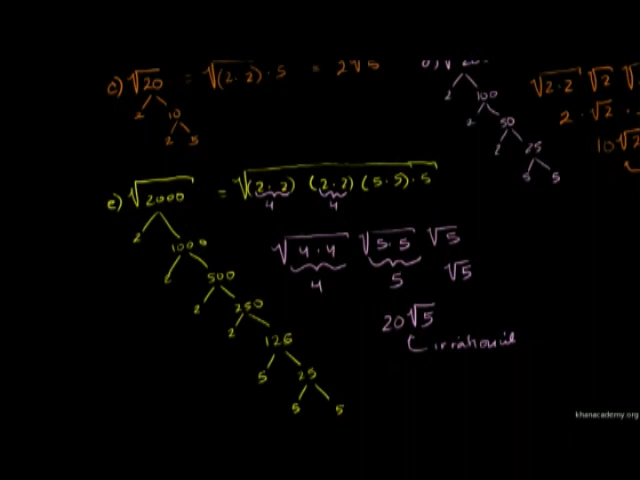 c) √20 = √(2·2)·5 = 2√5
2 10
2 5
2 100
2 50
2 25
5 5
√2·2 √2
2 · √2 ·
10√2
e) √2000 = √(2·2) (2·2) (5·5)·5
4 4
2 1000
2 500
2 250
2 125
5 25
5 5
√4·4 √5·5 √5
4 5 √5
20√5
irrational
khanacademy.org